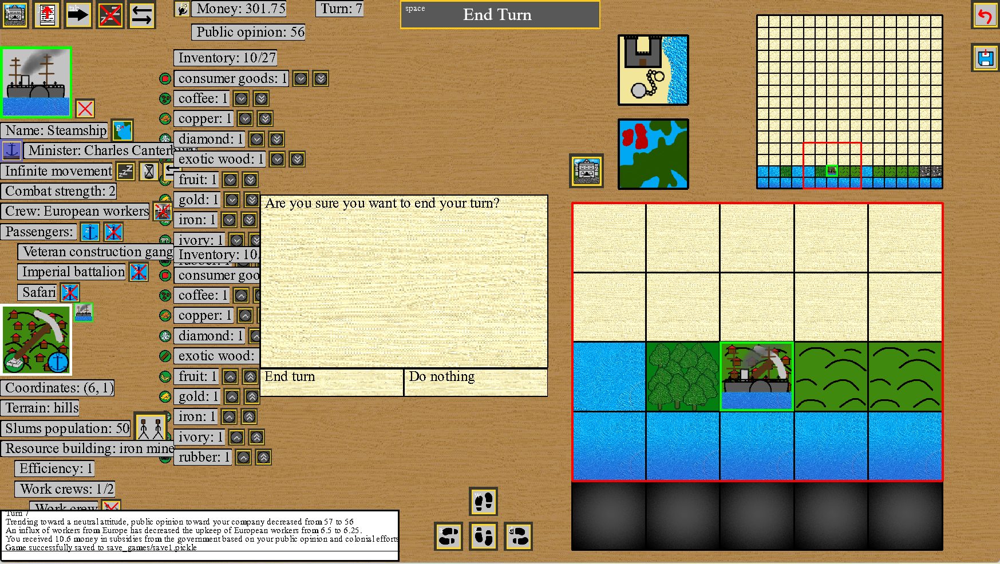 tab
Money: 301.75
Turn: 7
space
End Turn
Public opinion: 56
Inventory: 10/27
consumer goods: 1
coffee: 1
copper: 1
diamond: 1
exotic wood: 1
fruit: 1
gold: 1
iron: 1
ivory: 1
Name: Steamship
g
Minister: Charles Canterbury
Infinite movement
Combat strength: 2
Crew: European workers
Passengers:
z
Veteran construction gang
Imperial battalion
Safari
Inventory: 10/
rubber: 1
consumer goo
coffee: 1
copper: 1
diamond: 1
exotic wood:
fruit: 1
gold: 1
iron: 1
ivory: 1
rubber: 1
Are you sure you want to end your turn?
End turn
Do nothing
Coordinates: (6, 1)
Terrain: hills
Slums population: 50
Resource building: iron mine
Efficiency: 1
Work crews: 1/2
Work crew
Turn 7
Trending toward a neutral attitude, public opinion toward your company decreased from 57 to 56
An influx of workers from Europe has decreased the upkeep of European workers from 6.5 to 6.25.
You received 10.6 money in subsidies from the government based on your public opinion and colonial efforts
Game successfully saved to save_games/save1.pickle
w
a
s
d